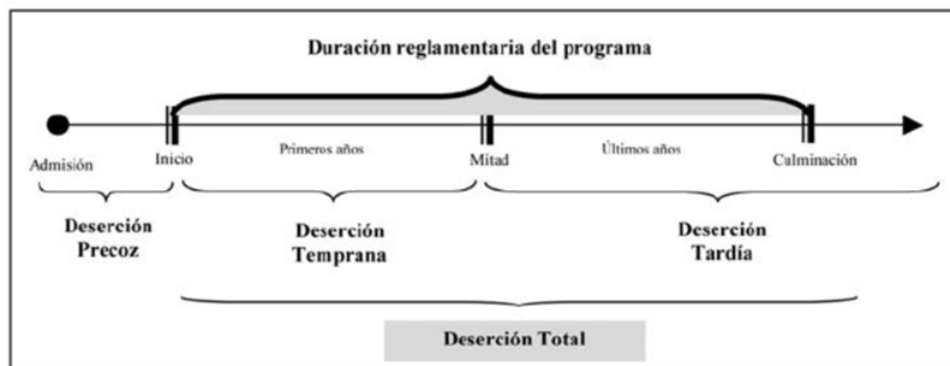 Duración reglamentaria del programa
Admisión
Inicio
Primeros años
Mitad
Últimos años
Culminación
Deserción
Precoz
Deserción
Temprana
Deserción
Tardía
Deserción Total